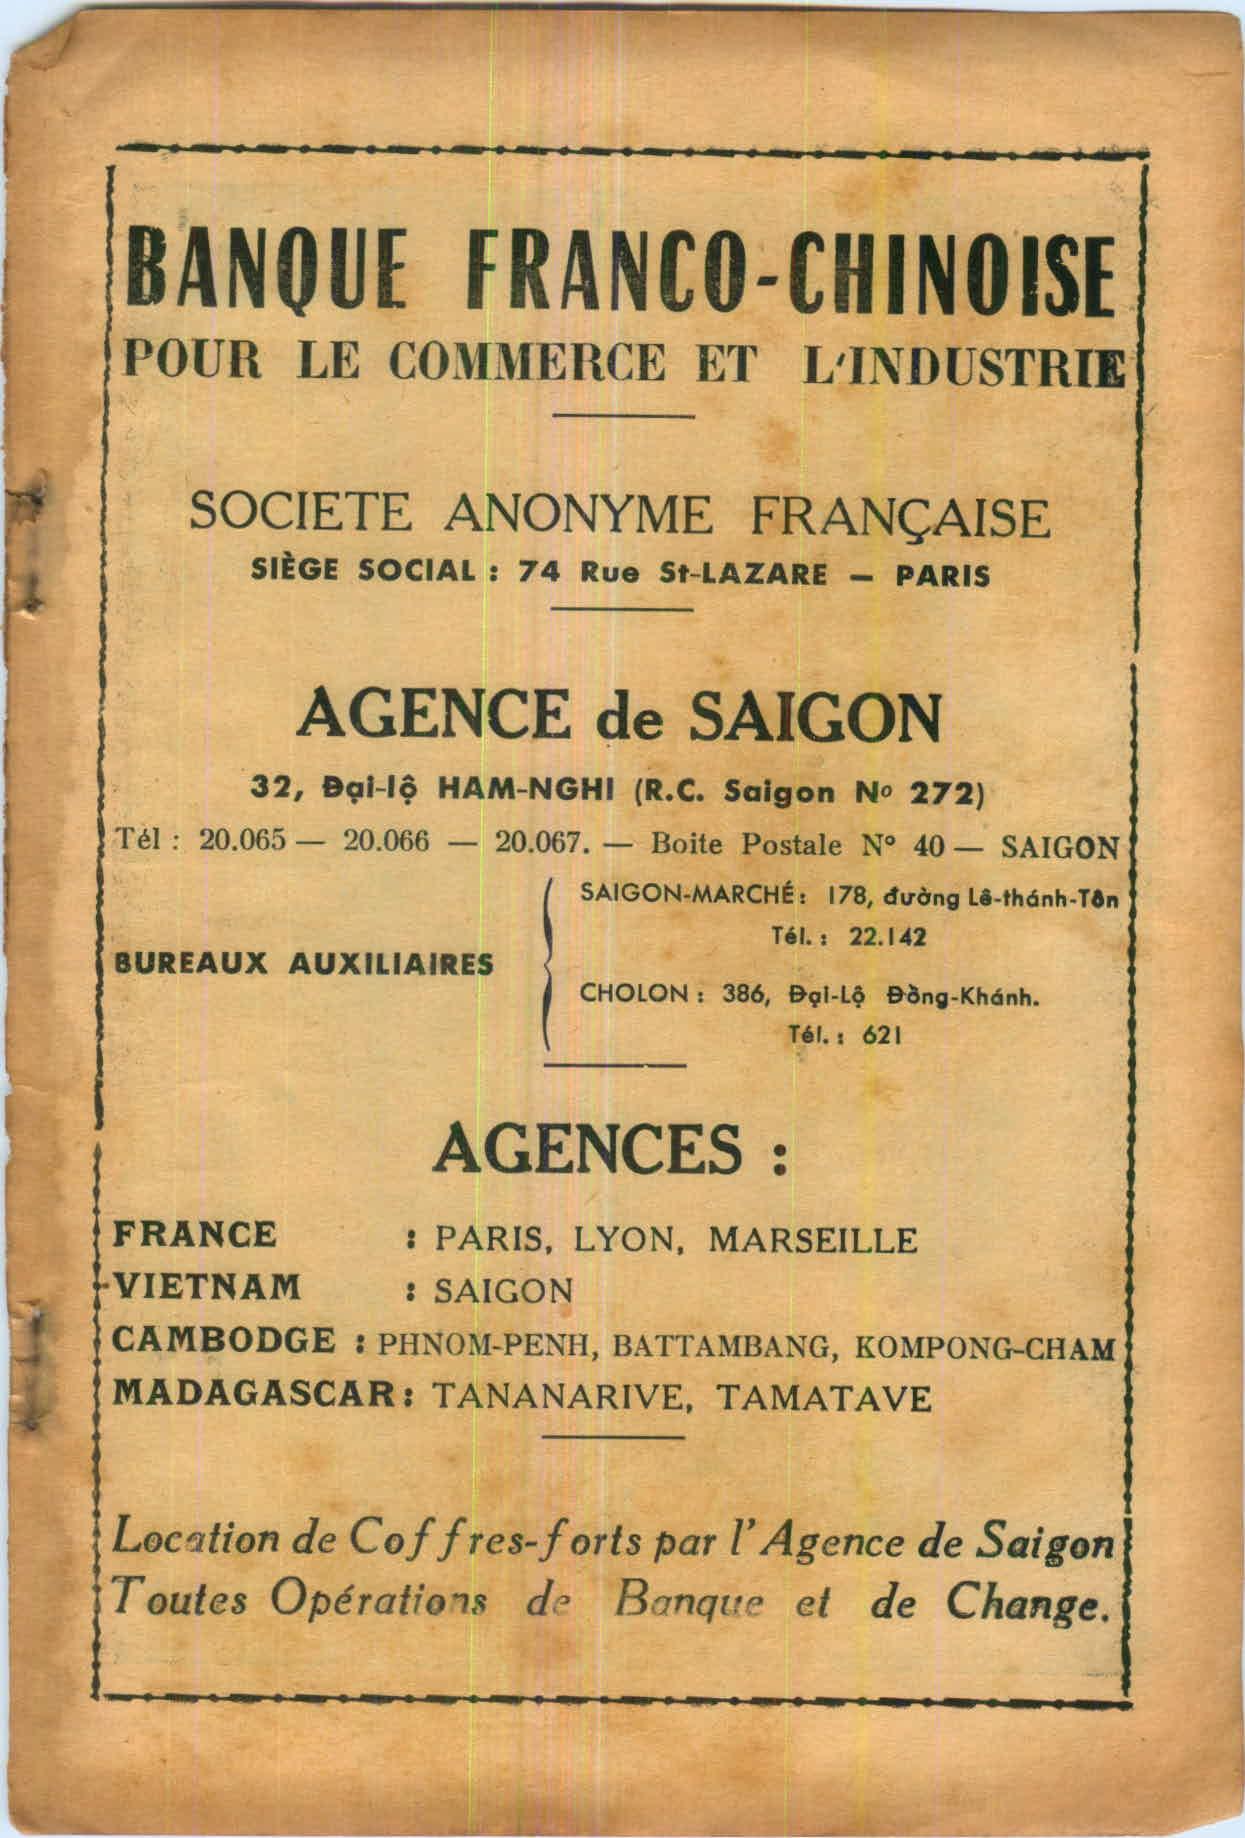 BANQUE FRANCO-CHINOISE
POUR LE COMMERCE ET L'INDUSTRIE
SOCIETE ANONYME FRANÇAISE
SIÈGE SOCIAL : 74 Rue St-LAZARE – PARIS
AGENCE de SAIGON
32, Đại-lộ HAM-NGHI (R.C. Saigon Nº 272)
Tél : 20.065 — 20.066 — 20.067. — Boite Postale N° 40 — SAIGON
BUREAUX AUXILIAIRES
SAIGON-MARCHÉ : 178, đường Lê-thánh-Tôn
Tél. : 22.142
CHOLON : 386, Đại-Lộ Đồng-Khánh.
Tél. : 621
AGENCES :
FRANCE : PARIS, LYON, MARSEILLE
VIETNAM : SAIGON
CAMBODGE : PHNOM-PENH, BATTAMBANG, KOMPONG-CHAM
MADAGASCAR : TANANARIVE, TAMATAVE
Location de Coffres-forts par l'Agence de Saigon
Toutes Opérations de Banque et de Change.